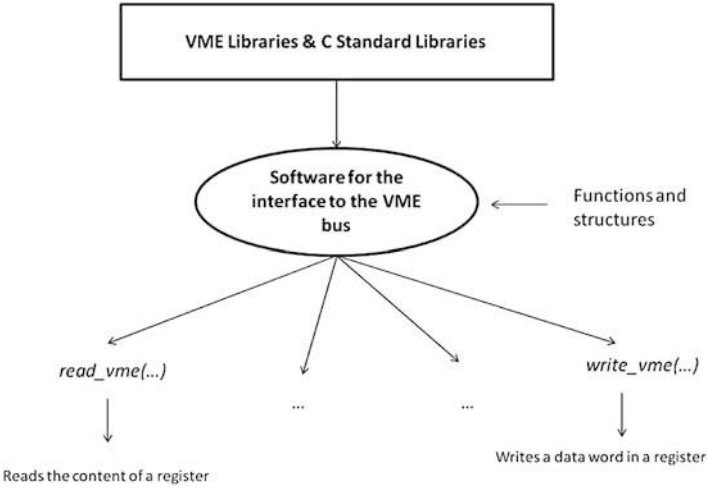 VME Libraries & C Standard Libraries
Software for the
interface to the VME
bus
Functions and
structures
read_vme(...)
...
...
write_vme(...)
Reads the content of a register
Writes a data word in a register